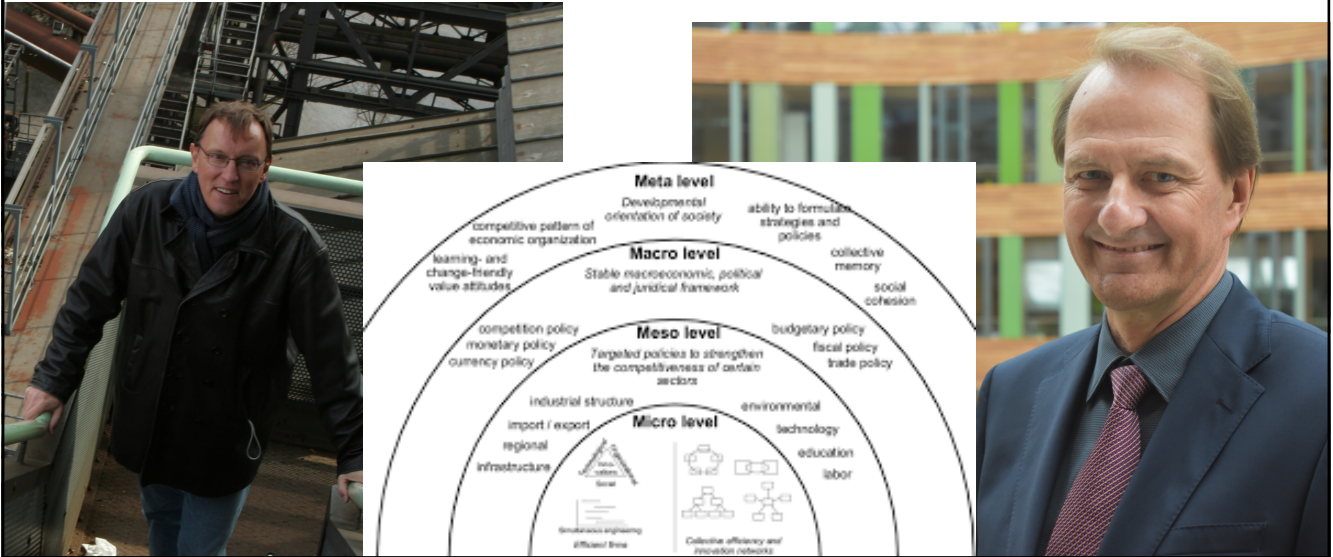 Meta level
Developmental
orientation of society
competitive pattern of
economic organization
ability to formulate
strategies and
policies
learning- and
change-friendly
value attitudes
collective
memory
social
cohesion
Macro level
Stable macroeconomic, political
and juridical framework
competition policy
monetary policy
currency policy
budgetary policy
fiscal policy
trade policy
Meso level
Targeted policies to strengthen
the competitiveness of certain
sectors
industrial structure
import / export
regional
infrastructure
environmental
technology
education
labor
Micro level
Social
Simultaneous engineering
Efficient firms
Collective efficiency and
innovation networks